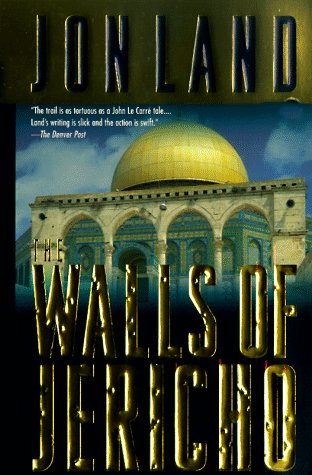 JON LAND
"The trail is as tortuous as a John Le Carré tale....
Land's writing is slick and the action is swift."
—The Denver Post
THE
WALLS OF
JERICHO